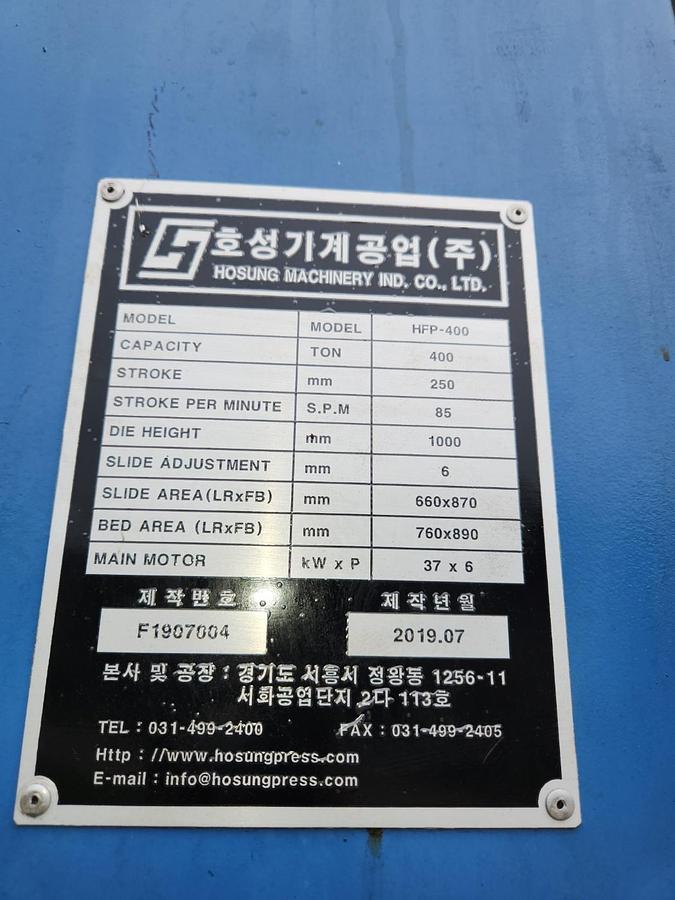 호성기계공업(주)
HOSUNG MACHINERY IND. CO., LTD.
MODEL MODEL HFP-400
CAPACITY TON 400
STROKE mm 250
STROKE PER MINUTE S.P.M 85
DIE HEIGHT mm 1000
SLIDE ADJUSTMENT mm 6
SLIDE AREA(LRxFB) mm 660x870
BED AREA (LRxFB) mm 760x890
MAIN MOTOR kW x P 37 x 6
제작번호 제작년월
F1907004 2019.07
본사 및 공장 : 경기도 시흥시 정왕동 1256-11
시화공업단지 2다 113호
TEL : 031-499-2400 FAX : 031-499-2405
Http : //www.hosungpress.com
E-mail : info@hosungpress.com